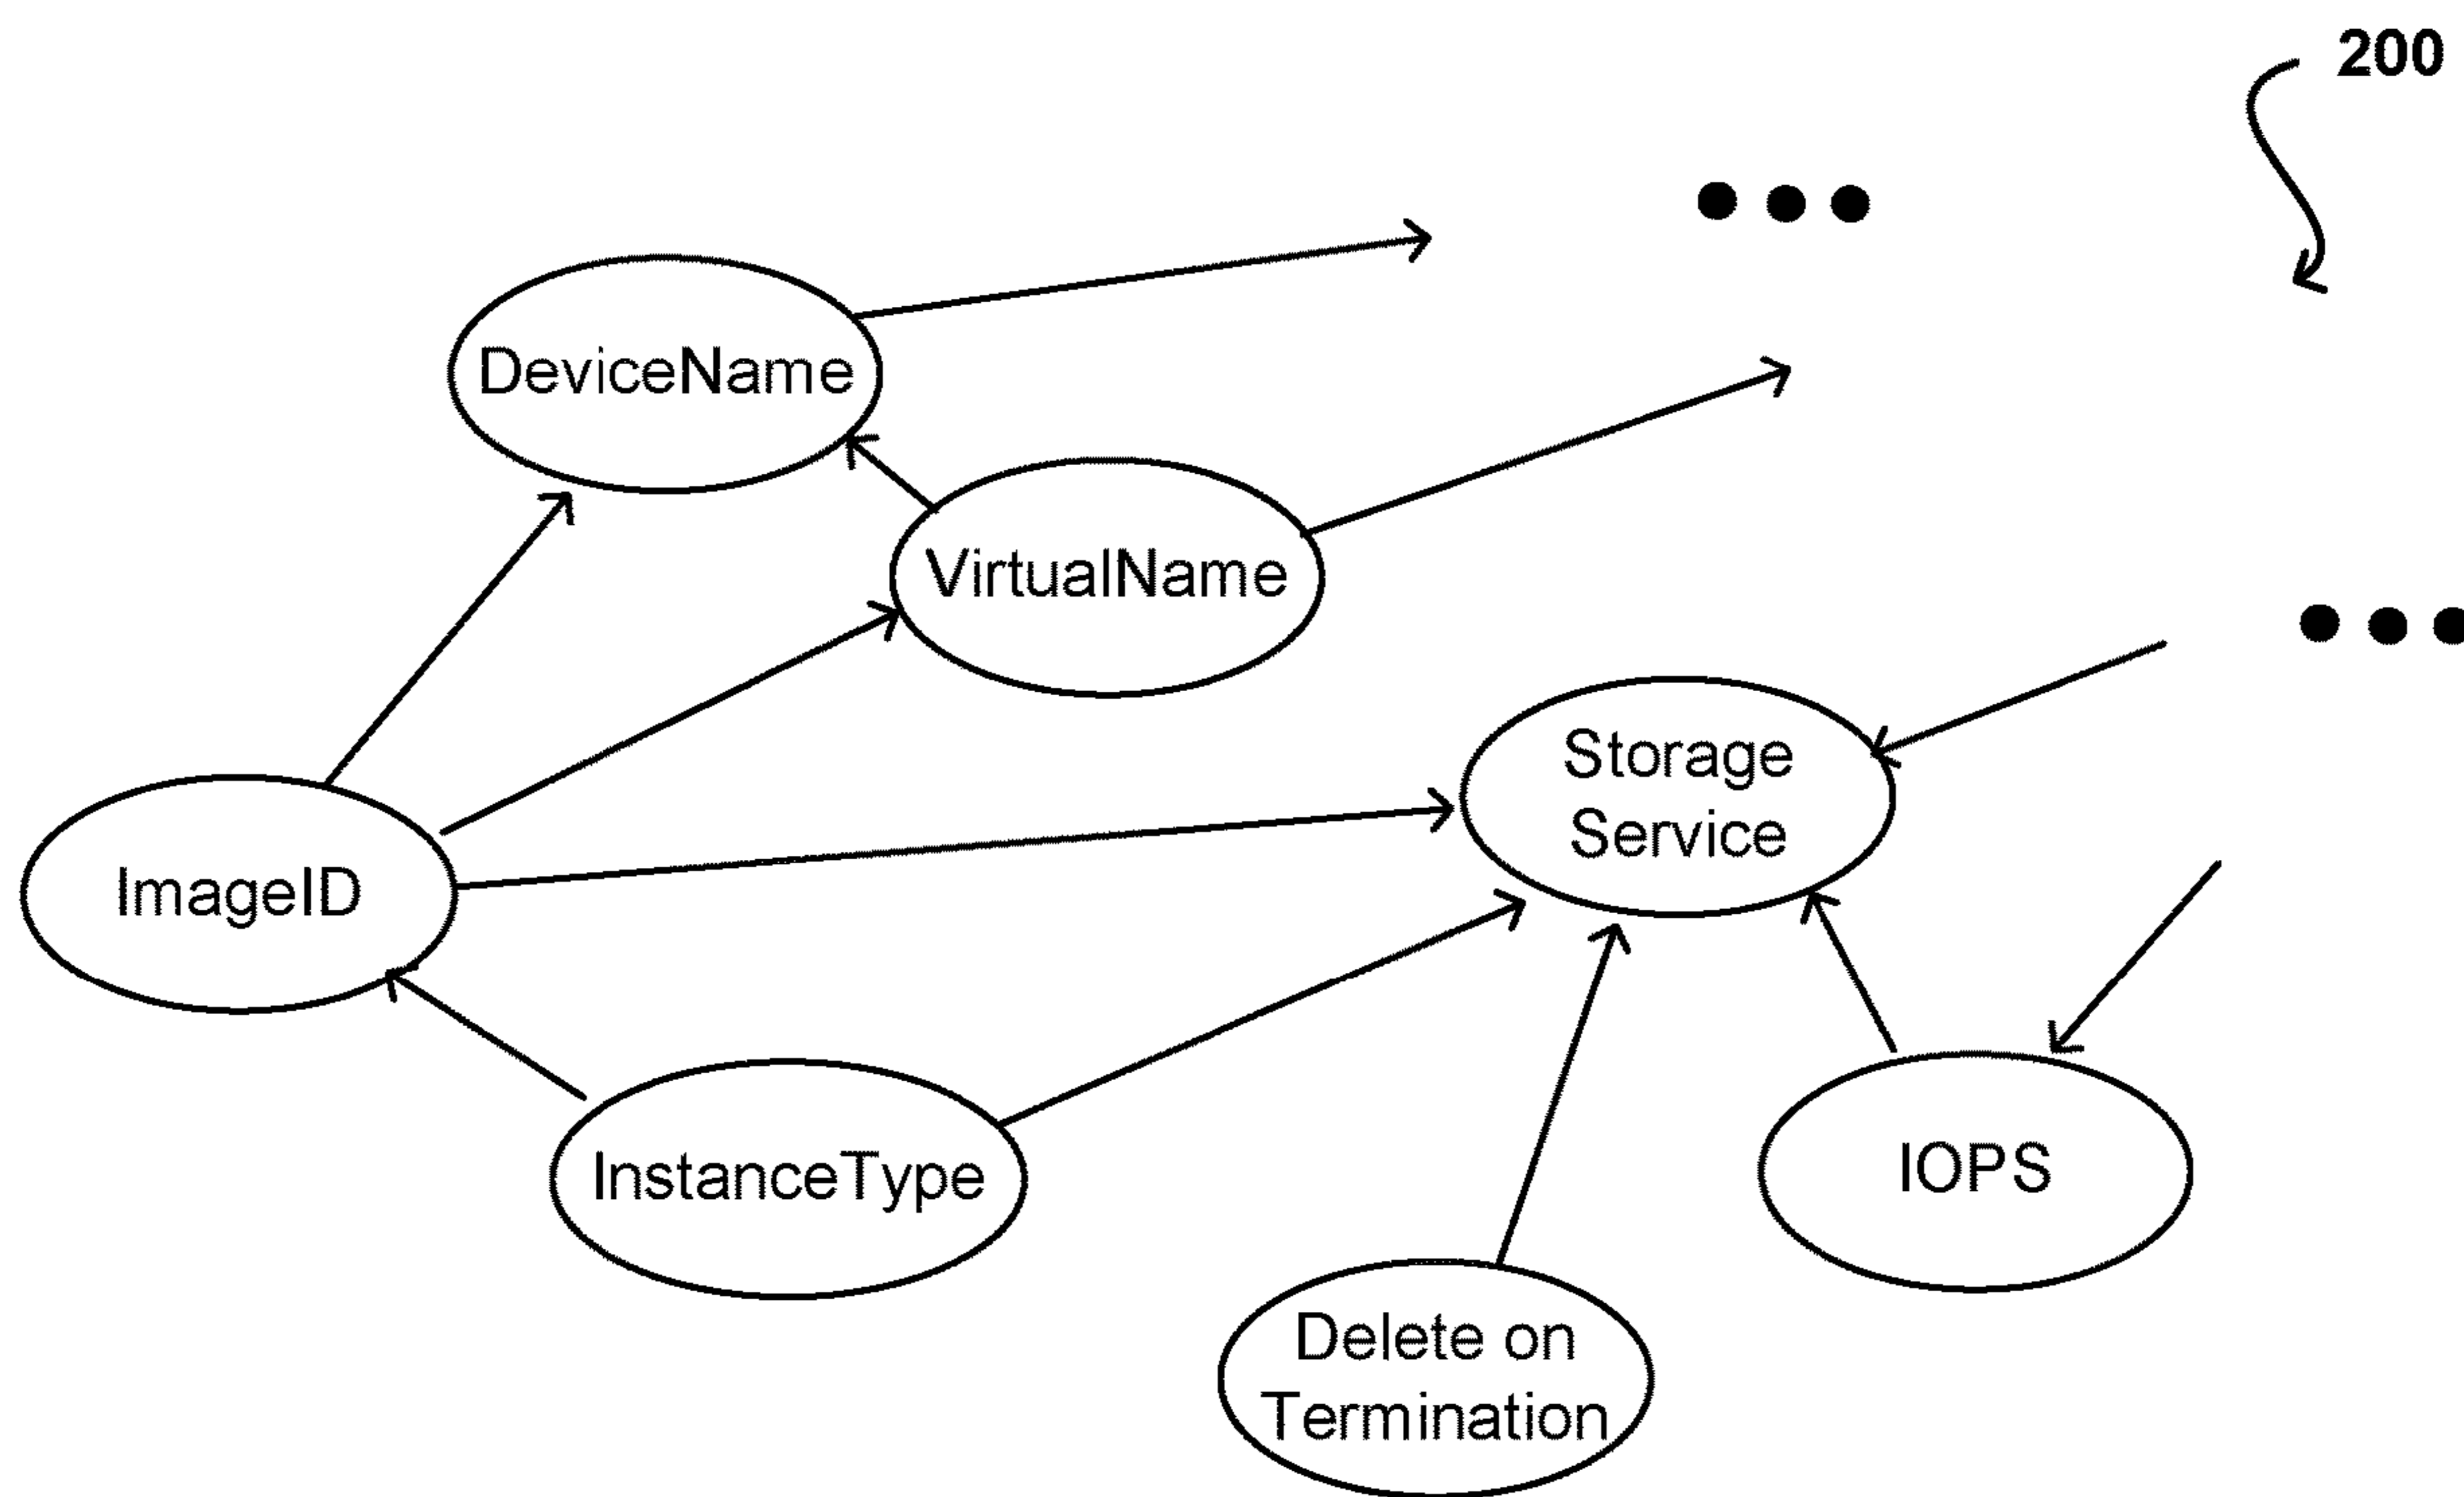 200
DeviceName
VirtualName
Storage
Service
ImageID
InstanceType
IOPS
Delete on
Termination